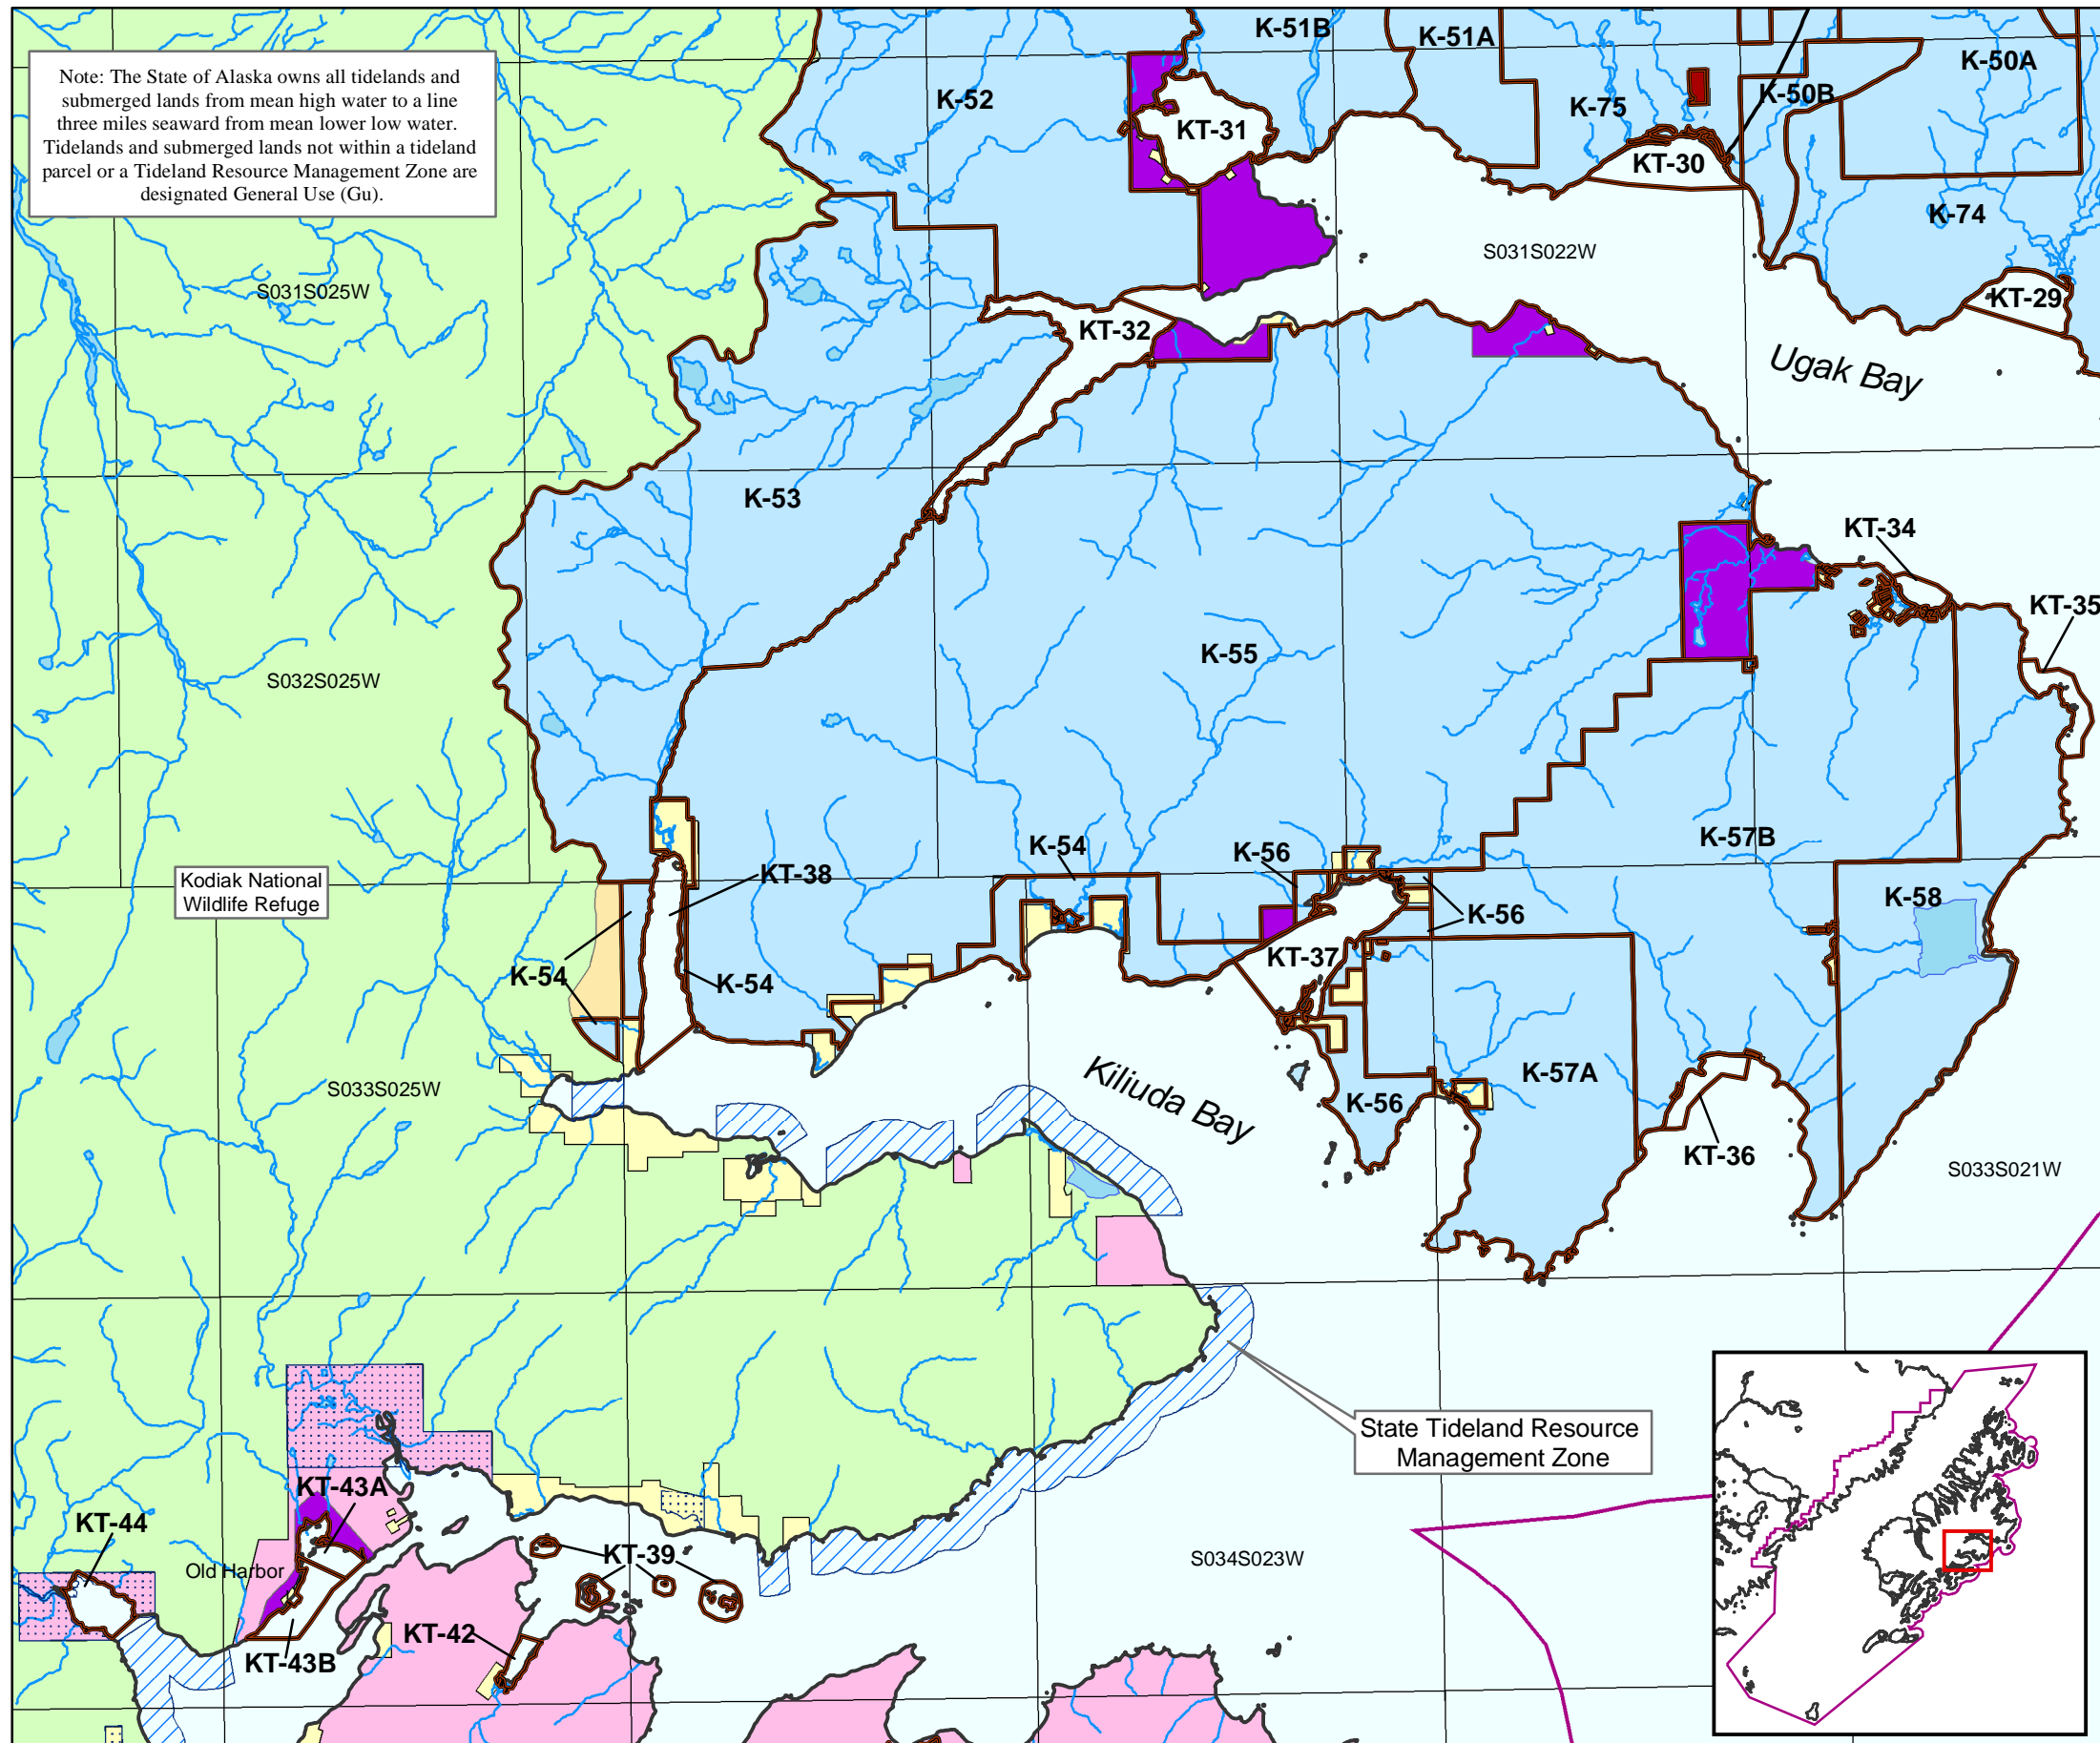 Note: The State of Alaska owns all tidelands and
submerged lands from mean high water to a line
three miles seaward from mean lower low water.
Tidelands and submerged lands not within a tideland
parcel or a Tideland Resource Management Zone are
designated General Use (Gu).
K-51B
K-51A
K-50A
K-52
K-75
K-50B
KT-31
KT-30
K-74
S031S022W
S031S025W
KT-29
KT-32
Ugak Bay
K-53
KT-34
KT-35
K-55
S032S025W
K-57B
K-54
K-56
KT-38
Kodiak National
Wildlife Refuge
K-58
K-56
KT-37
K-54
K-54
K-57A
Kiliuda Bay
S033S025W
K-56
KT-36
S033S021W
State Tideland Resource
Management Zone
KT-43A
KT-44
KT-39
S034S023W
Old Harbor
KT-42
KT-43B